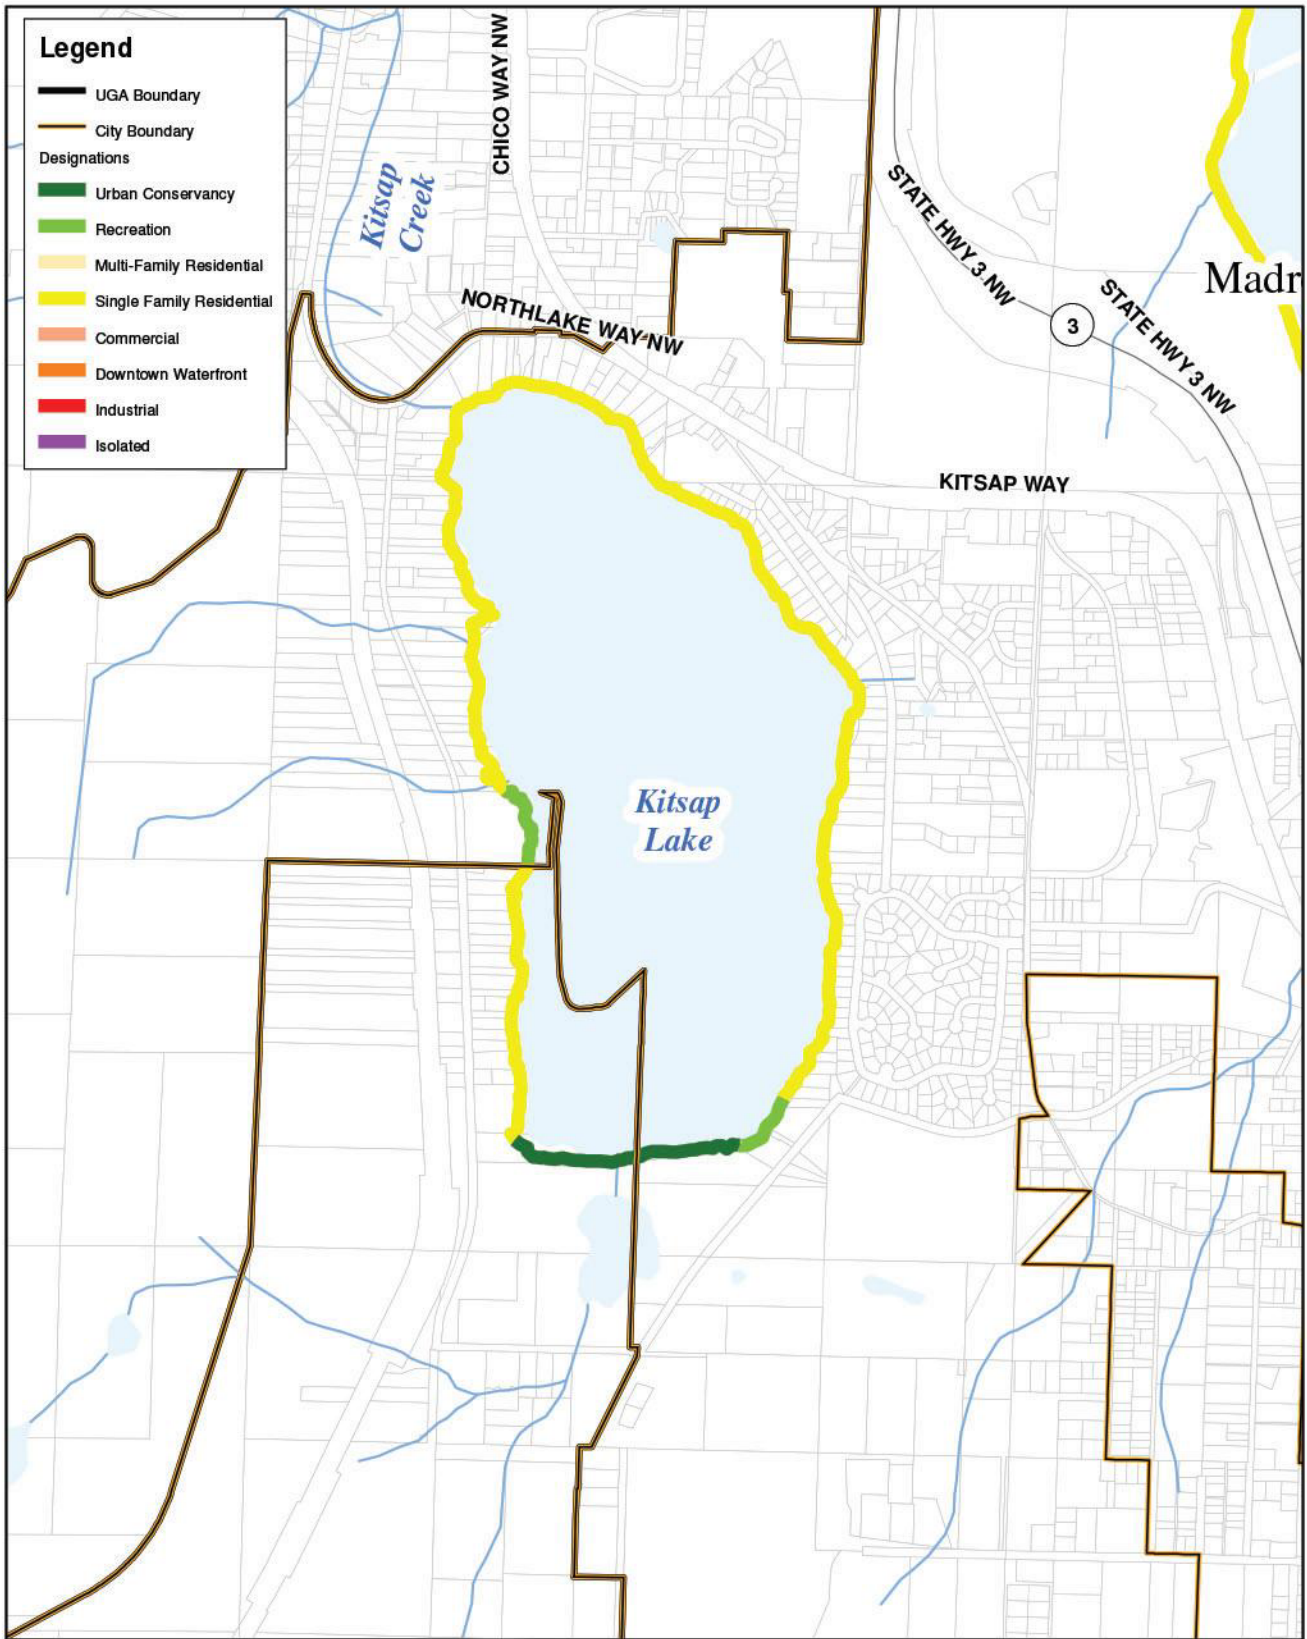 Legend
UGA Boundary
City Boundary
Designations
Urban Conservancy
Recreation
Multi-Family Residential
Single Family Residential
Commercial
Downtown Waterfront
Industrial
Isolated
CHICO WAY NW
Kitsap
Creek
NORTHLAKE WAY NW
STATE HWY 3 NW
3
STATE HWY 3 NW
Madr
KITSAP WAY
Kitsap
Lake